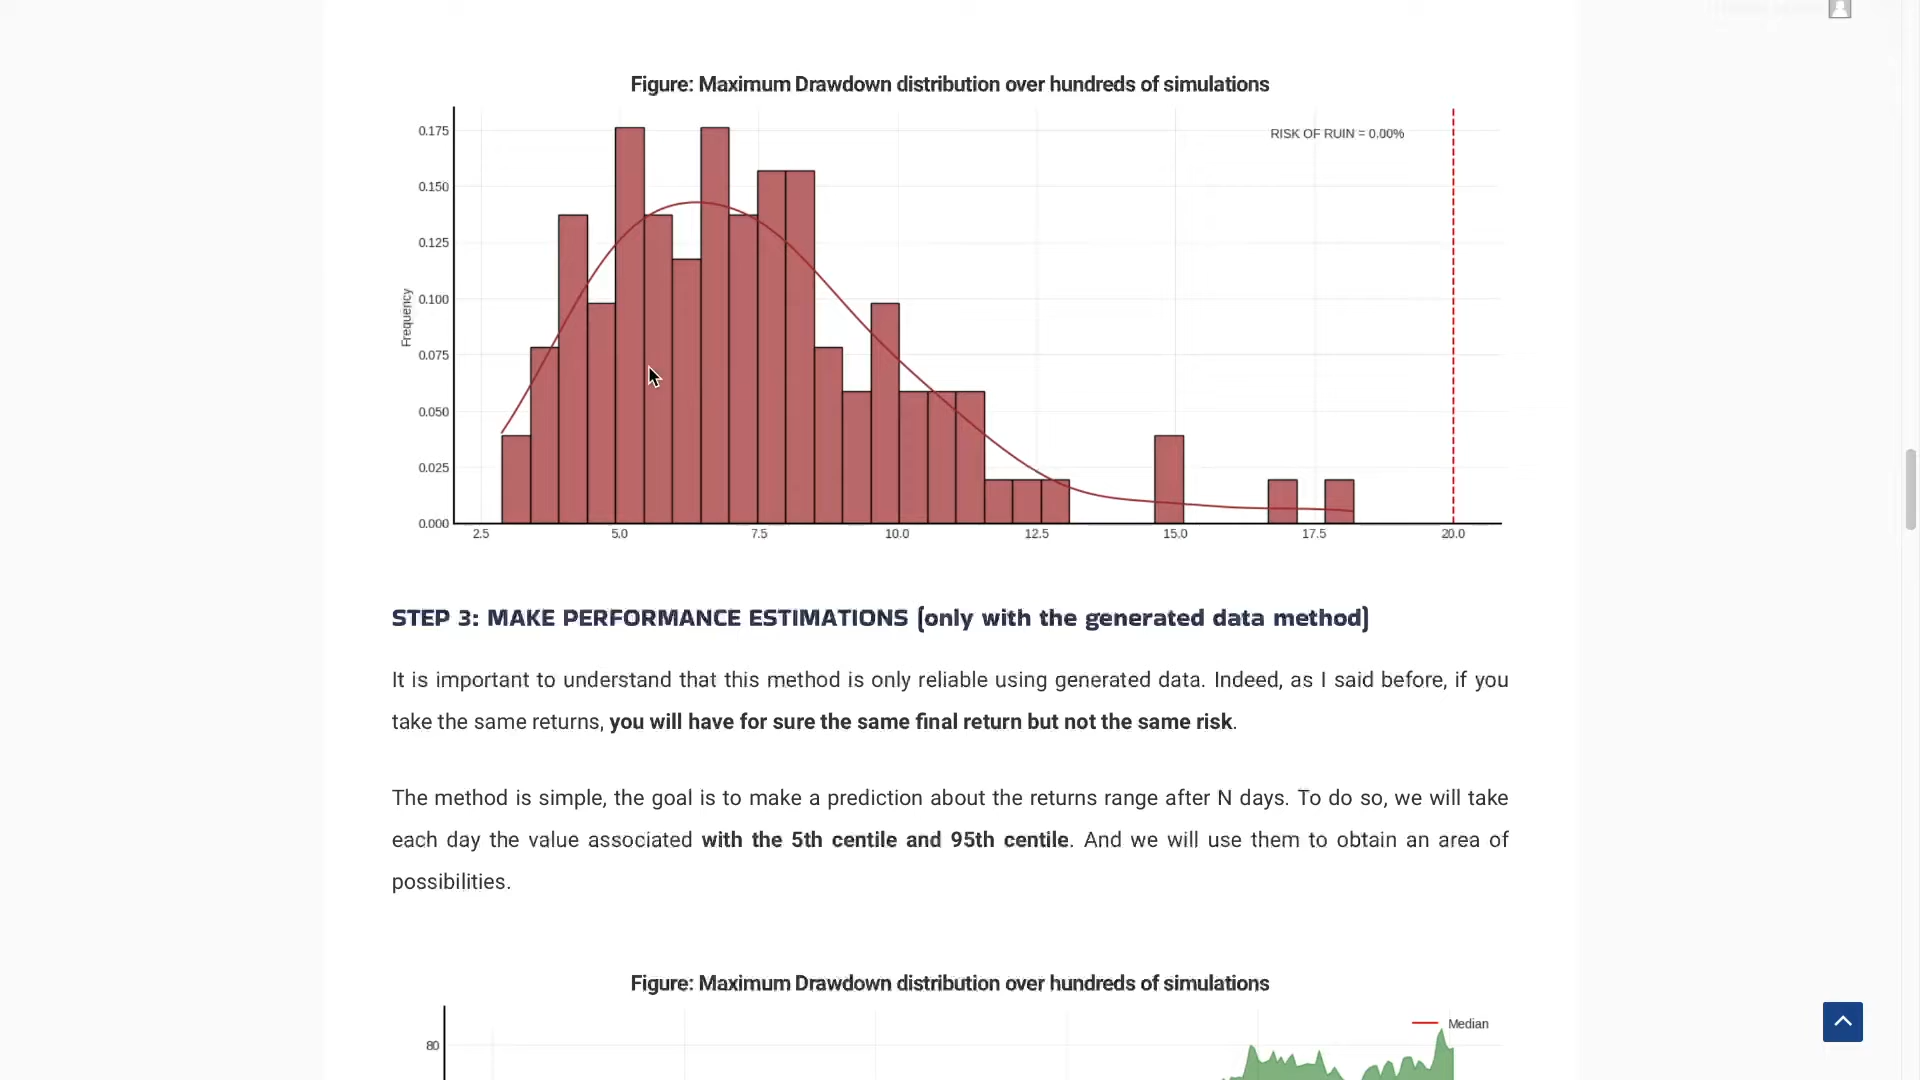 Figure: Maximum Drawdown distribution over hundreds of simulations
0.175
RISK OF RUIN = 0.00%
0.150
0.125
0.100
Frequency
0.075
0.050
0.025
0.000
2.5 5.0 7.5 10.0 12.5 15.0 17.5 20.0
STEP 3: MAKE PERFORMANCE ESTIMATIONS (only with the generated data method)
It is important to understand that this method is only reliable using generated data. Indeed, as I said before, if you
take the same returns, you will have for sure the same final return but not the same risk.
The method is simple, the goal is to make a prediction about the returns range after N days. To do so, we will take
each day the value associated with the 5th centile and 95th centile. And we will use them to obtain an area of
possibilities.
Figure: Maximum Drawdown distribution over hundreds of simulations
Median
80